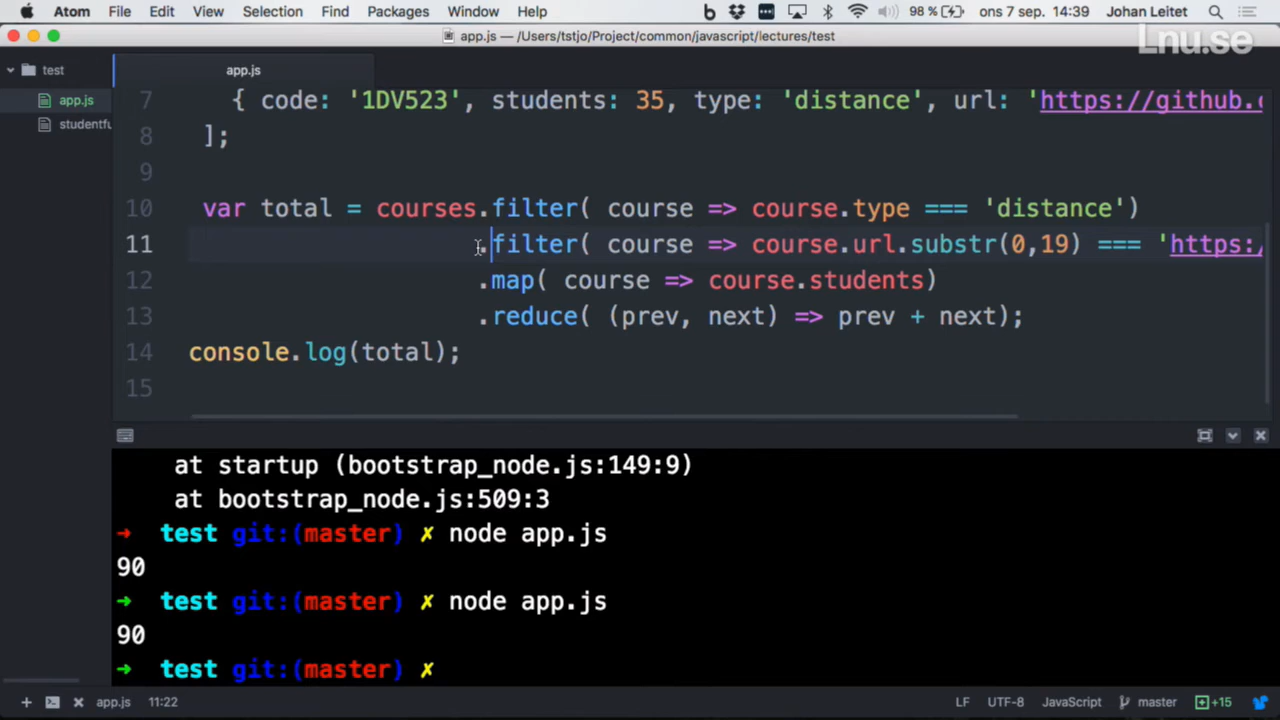 Atom File Edit View Selection Find Packages Window Help 98 % ons 7 sep. 14:39 Johan Leitet
app.js — /Users/tstjo/Project/common/javascript/lectures/test
Lnu.se
test
app.js
app.js
studentfu
7 { code: '1DV523', students: 35, type: 'distance', url: 'https://github.c
8 ];
9
10 var total = courses.filter( course => course.type === 'distance')
11 .filter( course => course.url.substr(0,19) === 'https:/
12 .map( course => course.students)
13 .reduce( (prev, next) => prev + next);
14 console.log(total);
15
at startup (bootstrap_node.js:149:9)
at bootstrap_node.js:509:3
➜ test git:(master) ✗ node app.js
90
➜ test git:(master) ✗ node app.js
90
➜ test git:(master) ✗
+ app.js 11:22 LF UTF-8 JavaScript master +15